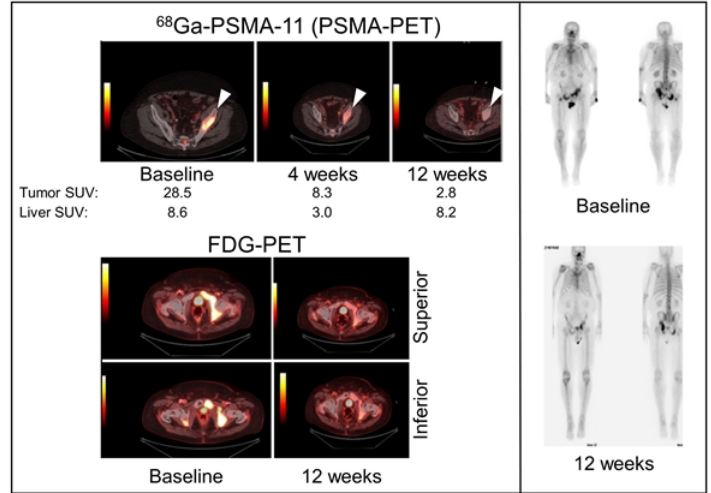 ⁶⁸Ga-PSMA-11 (PSMA-PET)
Baseline 4 weeks 12 weeks
Tumor SUV: 28.5 8.3 2.8
Liver SUV: 8.6 3.0 8.2
FDG-PET
Superior
Inferior
Baseline 12 weeks
Baseline
12 weeks